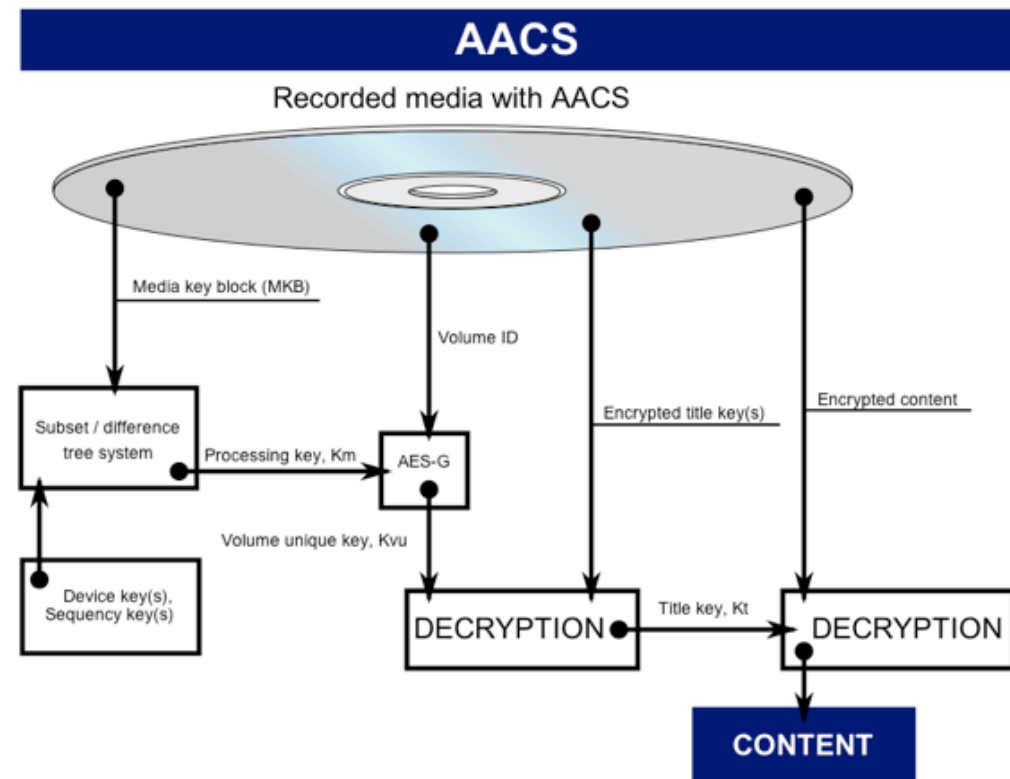 AACS
Recorded media with AACS
Media key block (MKB)
Volume ID
Subset / difference
tree system
Encrypted title key(s)
Encrypted content
Processing key, Km
AES-G
Volume unique key, Kvu
Device key(s),
Sequency key(s)
DECRYPTION
Title key, Kt
DECRYPTION
CONTENT